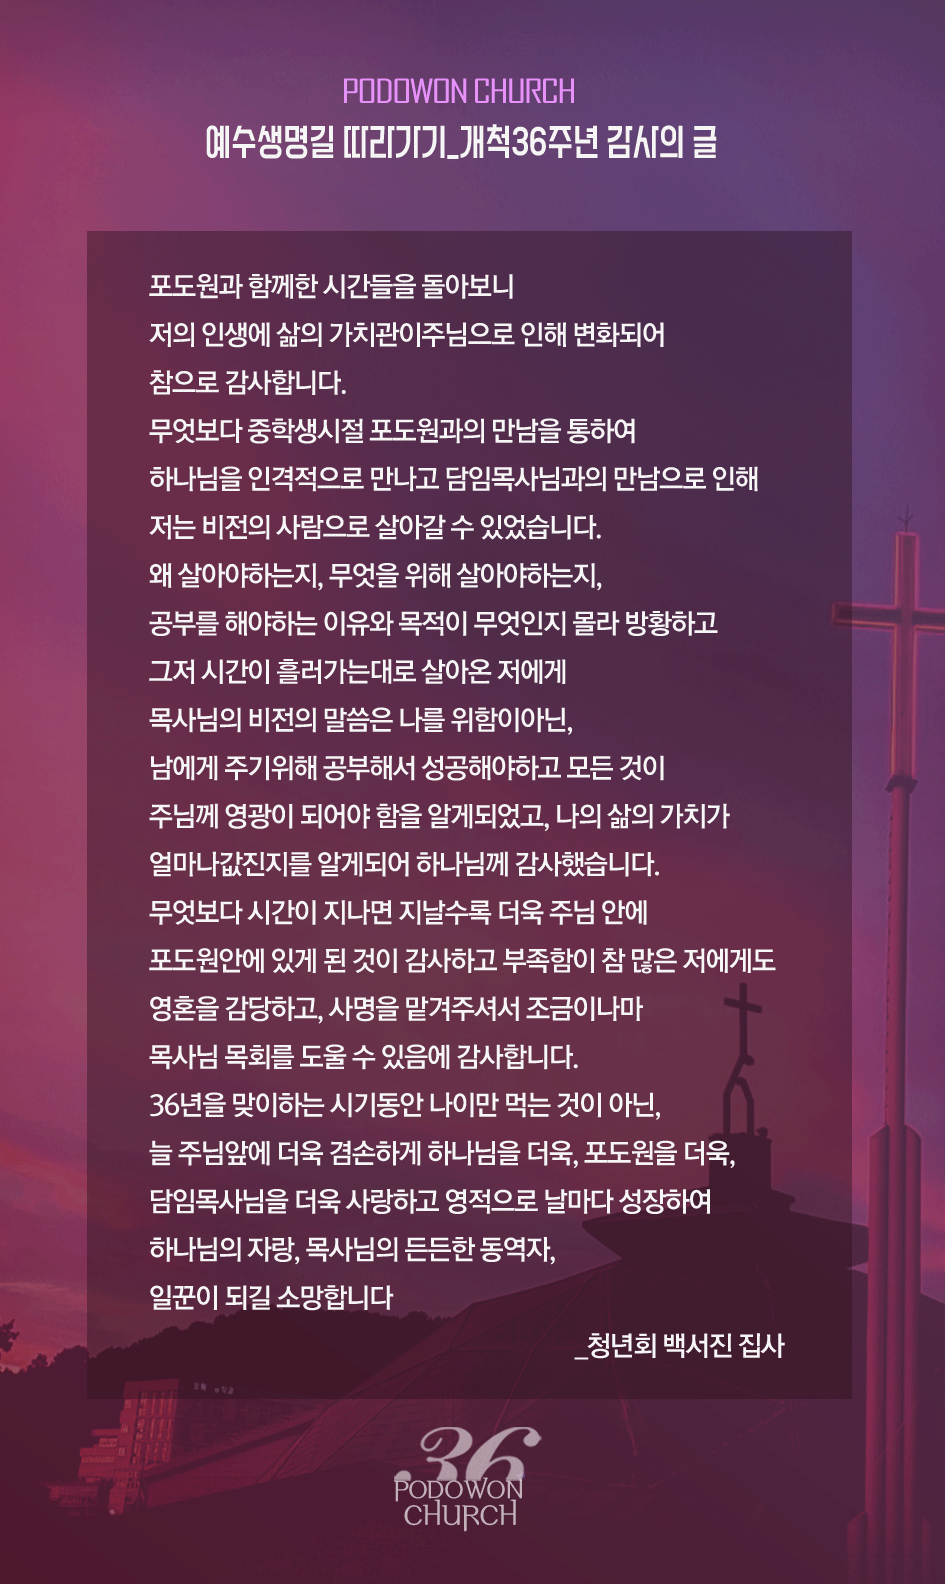 PODOWON CHURCH
예수생명길 따라가기_개척36주년 감사의 글
포도원과 함께한 시간들을 돌아보니
저의 인생에 삶의 가치관이주님으로 인해 변화되어
참으로 감사합니다.
무엇보다 중학생시절 포도원과의 만남을 통하여
하나님을 인격적으로 만나고 담임목사님과의 만남으로 인해
저는 비전의 사람으로 살아갈 수 있었습니다.
왜 살아야하는지, 무엇을 위해 살아야하는지,
공부를 해야하는 이유와 목적이 무엇인지 몰라 방황하고
그저 시간이 흘러가는대로 살아온 저에게
목사님의 비전의 말씀은 나를 위함이아닌,
남에게 주기위해 공부해서 성공해야하고 모든 것이
주님께 영광이 되어야 함을 알게되었고, 나의 삶의 가치가
얼마나값진지를 알게되어 하나님께 감사했습니다.
무엇보다 시간이 지나면 지날수록 더욱 주님 안에
포도원안에 있게 된 것이 감사하고 부족함이 참 많은 저에게도
영혼을 감당하고, 사명을 맡겨주셔서 조금이나마
목사님 목회를 도울 수 있음에 감사합니다.
36년을 맞이하는 시기동안 나이만 먹는 것이 아닌,
늘 주님앞에 더욱 겸손하게 하나님을 더욱, 포도원을 더욱,
담임목사님을 더욱 사랑하고 영적으로 날마다 성장하여
하나님의 자랑, 목사님의 든든한 동역자,
일꾼이 되길 소망합니다
_청년회 백서진 집사
36
PODOWON
CHURCH